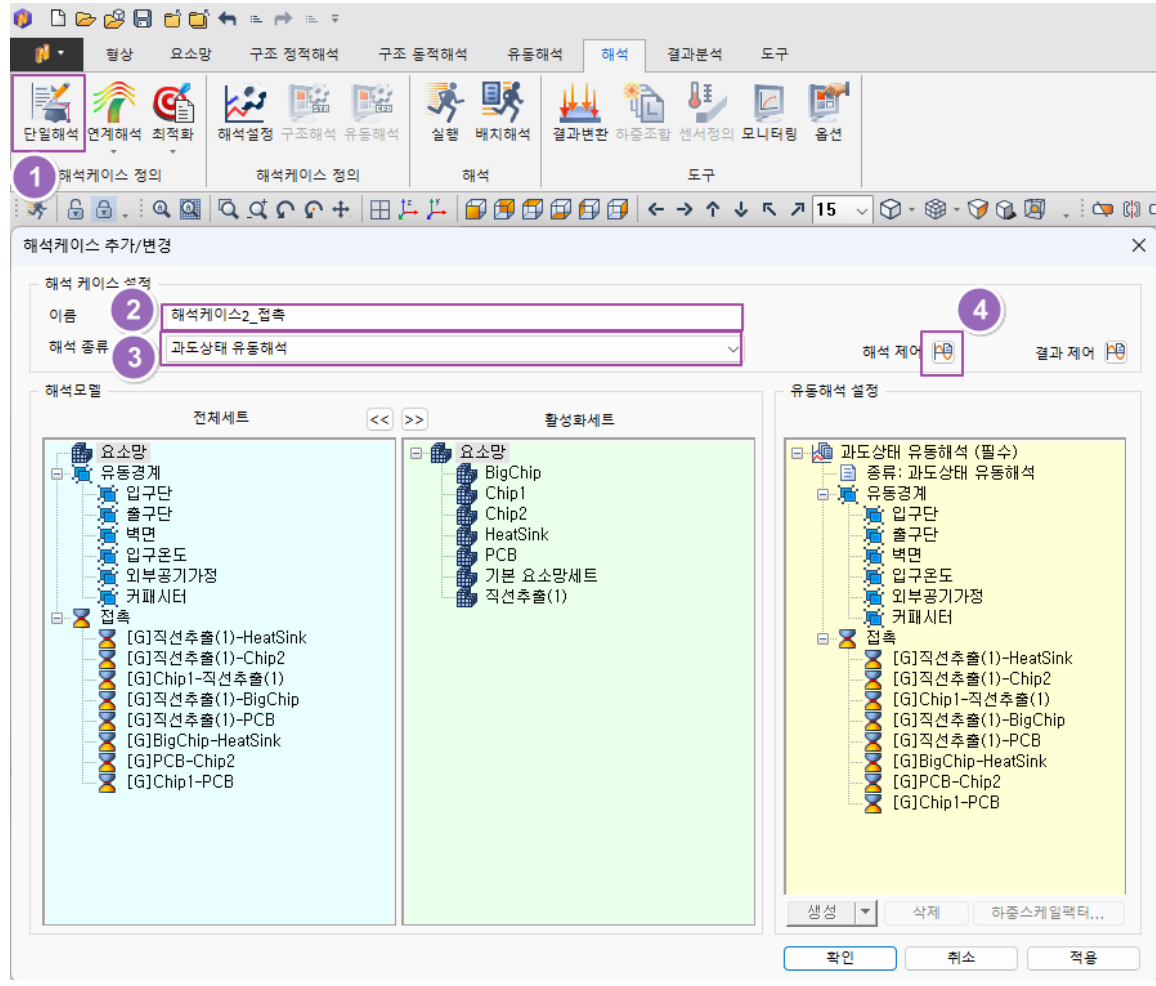 형상 요소망 구조 정적해석 구조 동적해석 유동해석 해석 결과분석 도구
단일해석 연계해석 최적화 해석설정 구조해석 유동해석 실행 배치해석 결과변환 하중조합 센서정의 모니터링 옵션
1 해석케이스 정의 해석케이스 정의 해석 도구
15
해석케이스 추가/변경
해석 케이스 설정
이름 2 해석케이스2_접촉 4
해석 종류 3 과도상태 유동해석 해석 제어 결과 제어
해석모델 유동해석 설정
전체세트 << >> 활성화세트
요소망
유동경계
입구단
출구단
벽면
입구온도
외부공기가정
커패시터
접촉
[G]직선추출(1)-HeatSink
[G]직선추출(1)-Chip2
[G]Chip1-직선추출(1)
[G]직선추출(1)-BigChip
[G]직선추출(1)-PCB
[G]BigChip-HeatSink
[G]PCB-Chip2
[G]Chip1-PCB
요소망
BigChip
Chip1
Chip2
HeatSink
PCB
기본 요소망세트
직선추출(1)
과도상태 유동해석 (필수)
종류: 과도상태 유동해석
유동경계
입구단
출구단
벽면
입구온도
외부공기가정
커패시터
접촉
[G]직선추출(1)-HeatSink
[G]직선추출(1)-Chip2
[G]Chip1-직선추출(1)
[G]직선추출(1)-BigChip
[G]직선추출(1)-PCB
[G]BigChip-HeatSink
[G]PCB-Chip2
[G]Chip1-PCB
생성 삭제 하중스케일팩터...
확인 취소 적용